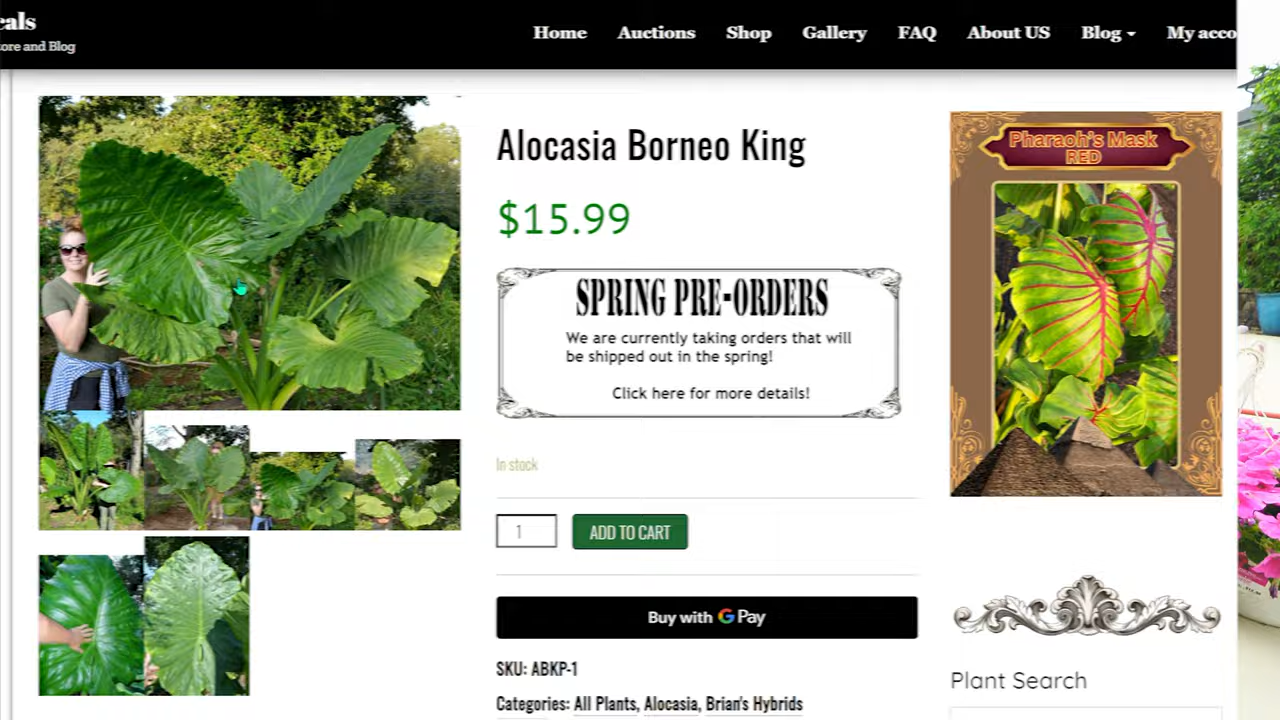 Home Auctions Shop Gallery FAQ About US Blog
ore and Blog
Alocasia Borneo King
$15.99
SPRING PRE-ORDERS
We are currently taking orders that will
be shipped out in the spring!
Click here for more details!
In stock
1 ADD TO CART
Buy with G Pay
SKU: ABKP-1
Categories: All Plants, Alocasia, Brian's Hybrids
Pharaoh's Mask
RED
Plant Search